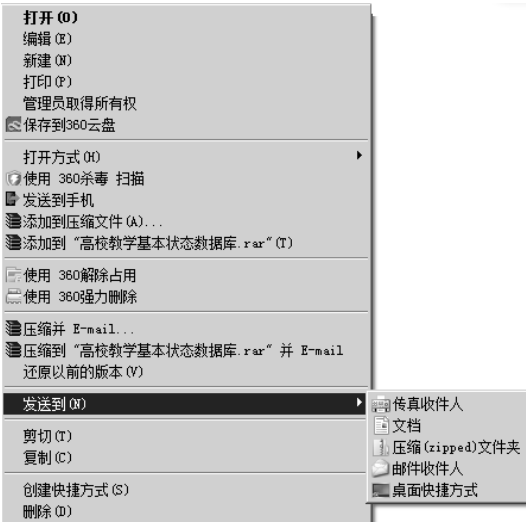 打开(O)
编辑(E)
新建(N)
打印(P)
管理员取得所有权
保存到360云盘
打开方式(H)
使用 360杀毒 扫描
发送到手机
添加到压缩文件(A)...
添加到 "高校教学基本状态数据库.rar"(T)
使用 360解除占用
使用 360强力删除
压缩并 E-mail...
压缩到 "高校教学基本状态数据库.rar" 并 E-mail
还原以前的版本(V)
发送到(N)
传真收件人
文档
压缩(zipped)文件夹
邮件收件人
桌面快捷方式
剪切(T)
复制(C)
创建快捷方式(S)
删除(D)